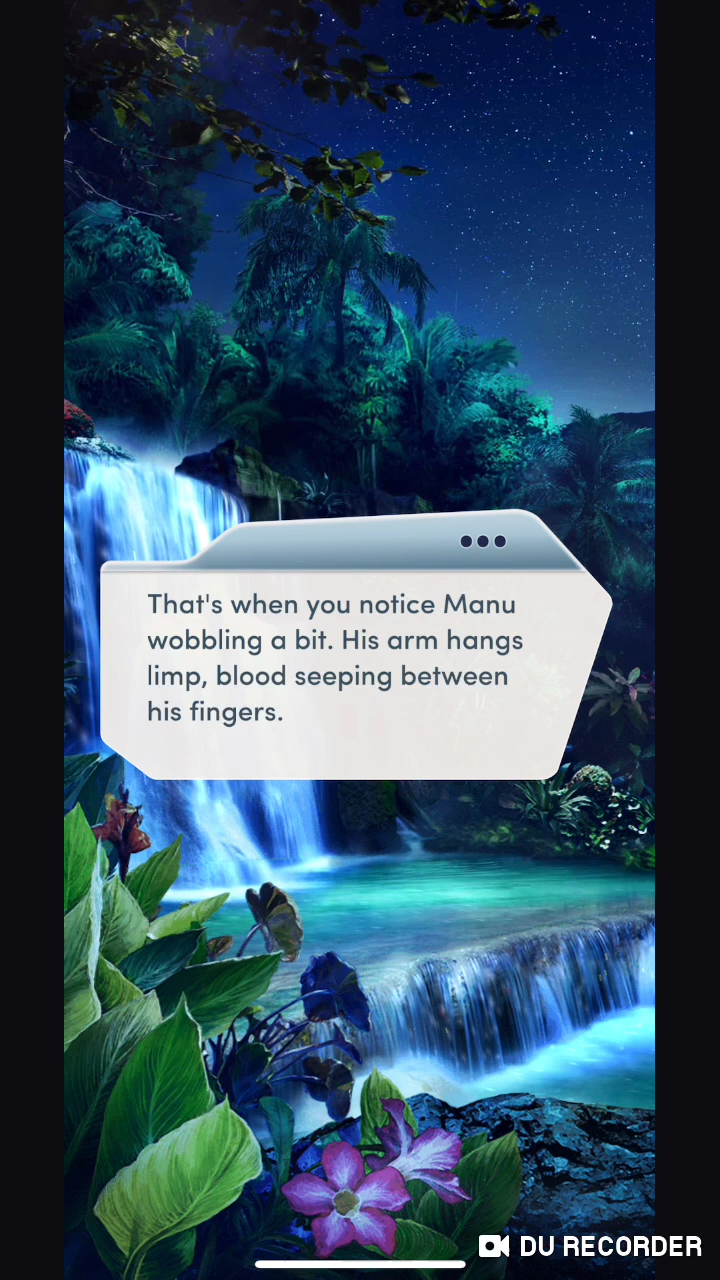 That's when you notice Manu
wobbling a bit. His arm hangs
limp, blood seeping between
his fingers.
DU RECORDER